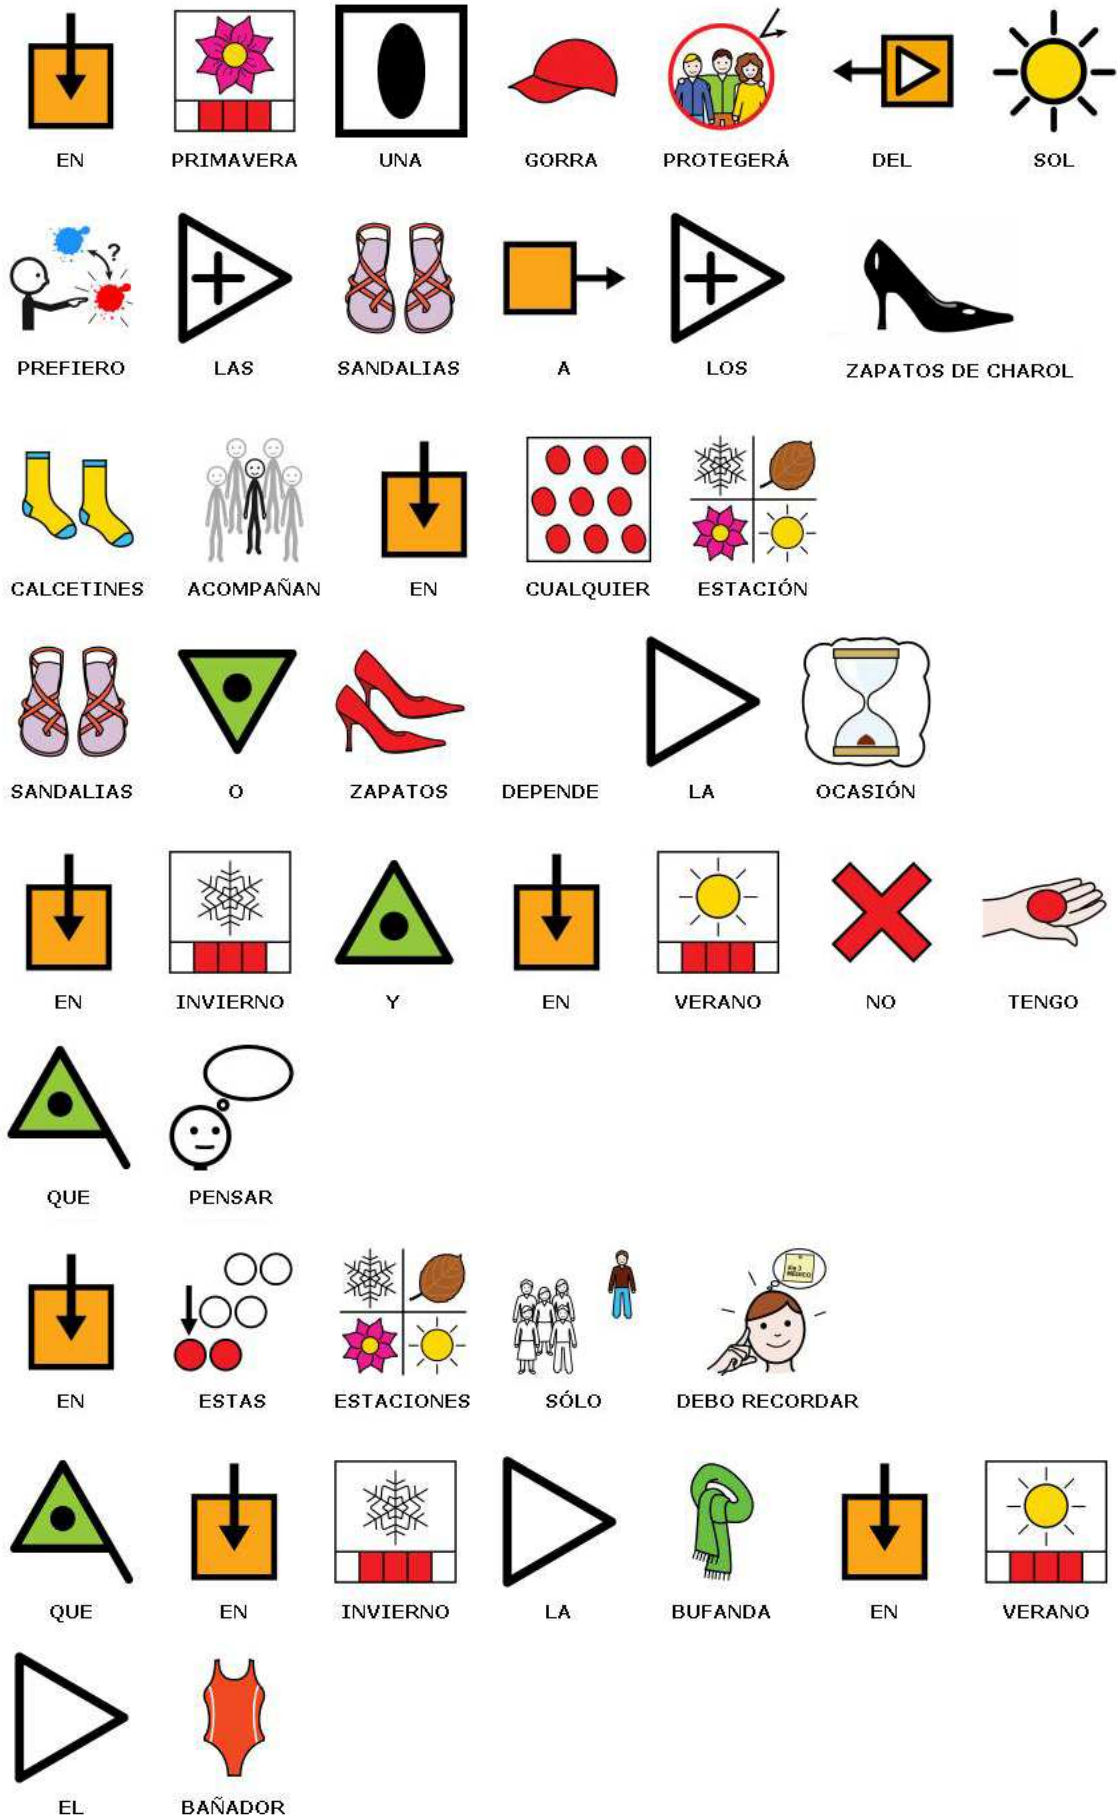 EN PRIMAVERA UNA GORRA PROTEGERÁ DEL SOL
?
PREFIERO LAS SANDALIAS A LOS ZAPATOS DE CHAROL
CALCETINES ACOMPAÑAN EN CUALQUIER ESTACIÓN
SANDALIAS O ZAPATOS DEPENDE LA OCASIÓN
EN INVIERNO Y EN VERANO NO TENGO
QUE PENSAR
EN ESTAS ESTACIONES SÓLO DEBO RECORDAR
QUE EN INVIERNO LA BUFANDA EN VERANO
EL BAÑADOR